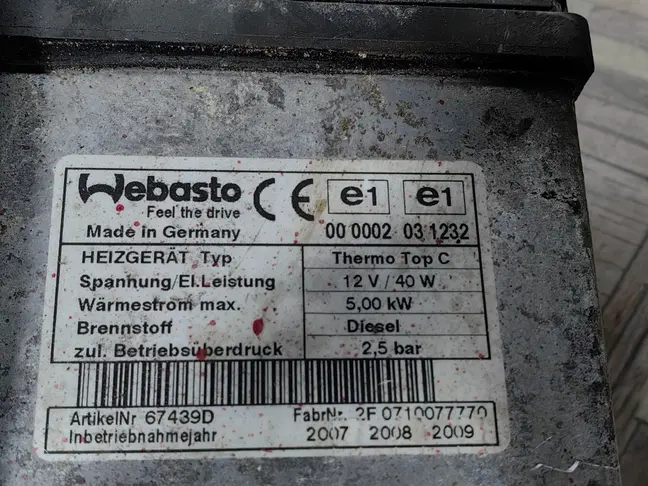 Webasto CE e1 e1
Feel the drive
Made in Germany 00 0002 03 1232
HEIZGERÄT Typ Thermo Top C
Spannung/El.Leistung 12 V / 40 W
Wärmestrom max. 5,00 kW
Brennstoff Diesel
zul. Betriebsüberdruck 2,5 bar
ArtikelNr 67439D FabrNr. 2F 0710077770
Inbetriebnahmejahr 2007 2008 2009